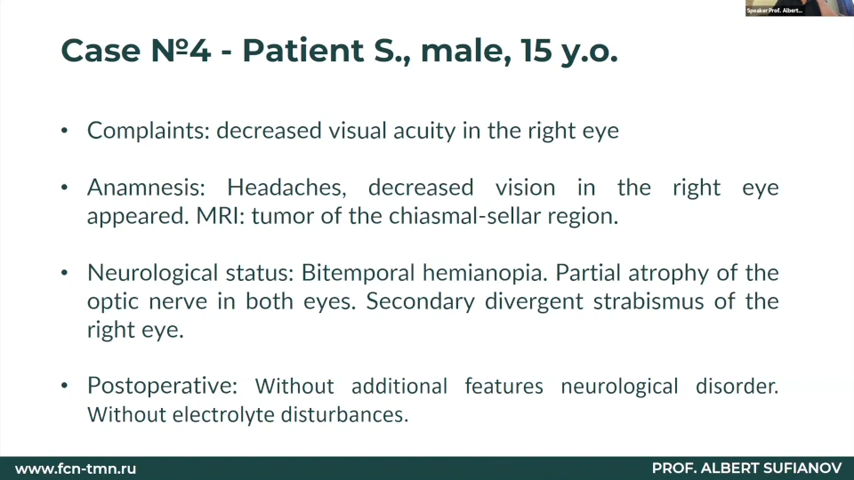 Speaker Prof. Albert...
Case №4 - Patient S., male, 15 y.o.
• Complaints: decreased visual acuity in the right eye
• Anamnesis: Headaches, decreased vision in the right eye
appeared. MRI: tumor of the chiasmal-sellar region.
• Neurological status: Bitemporal hemianopia. Partial atrophy of the
optic nerve in both eyes. Secondary divergent strabismus of the
right eye.
• Postoperative: Without additional features neurological disorder.
Without electrolyte disturbances.
www.fcn-tmn.ru
PROF. ALBERT SUFIANOV